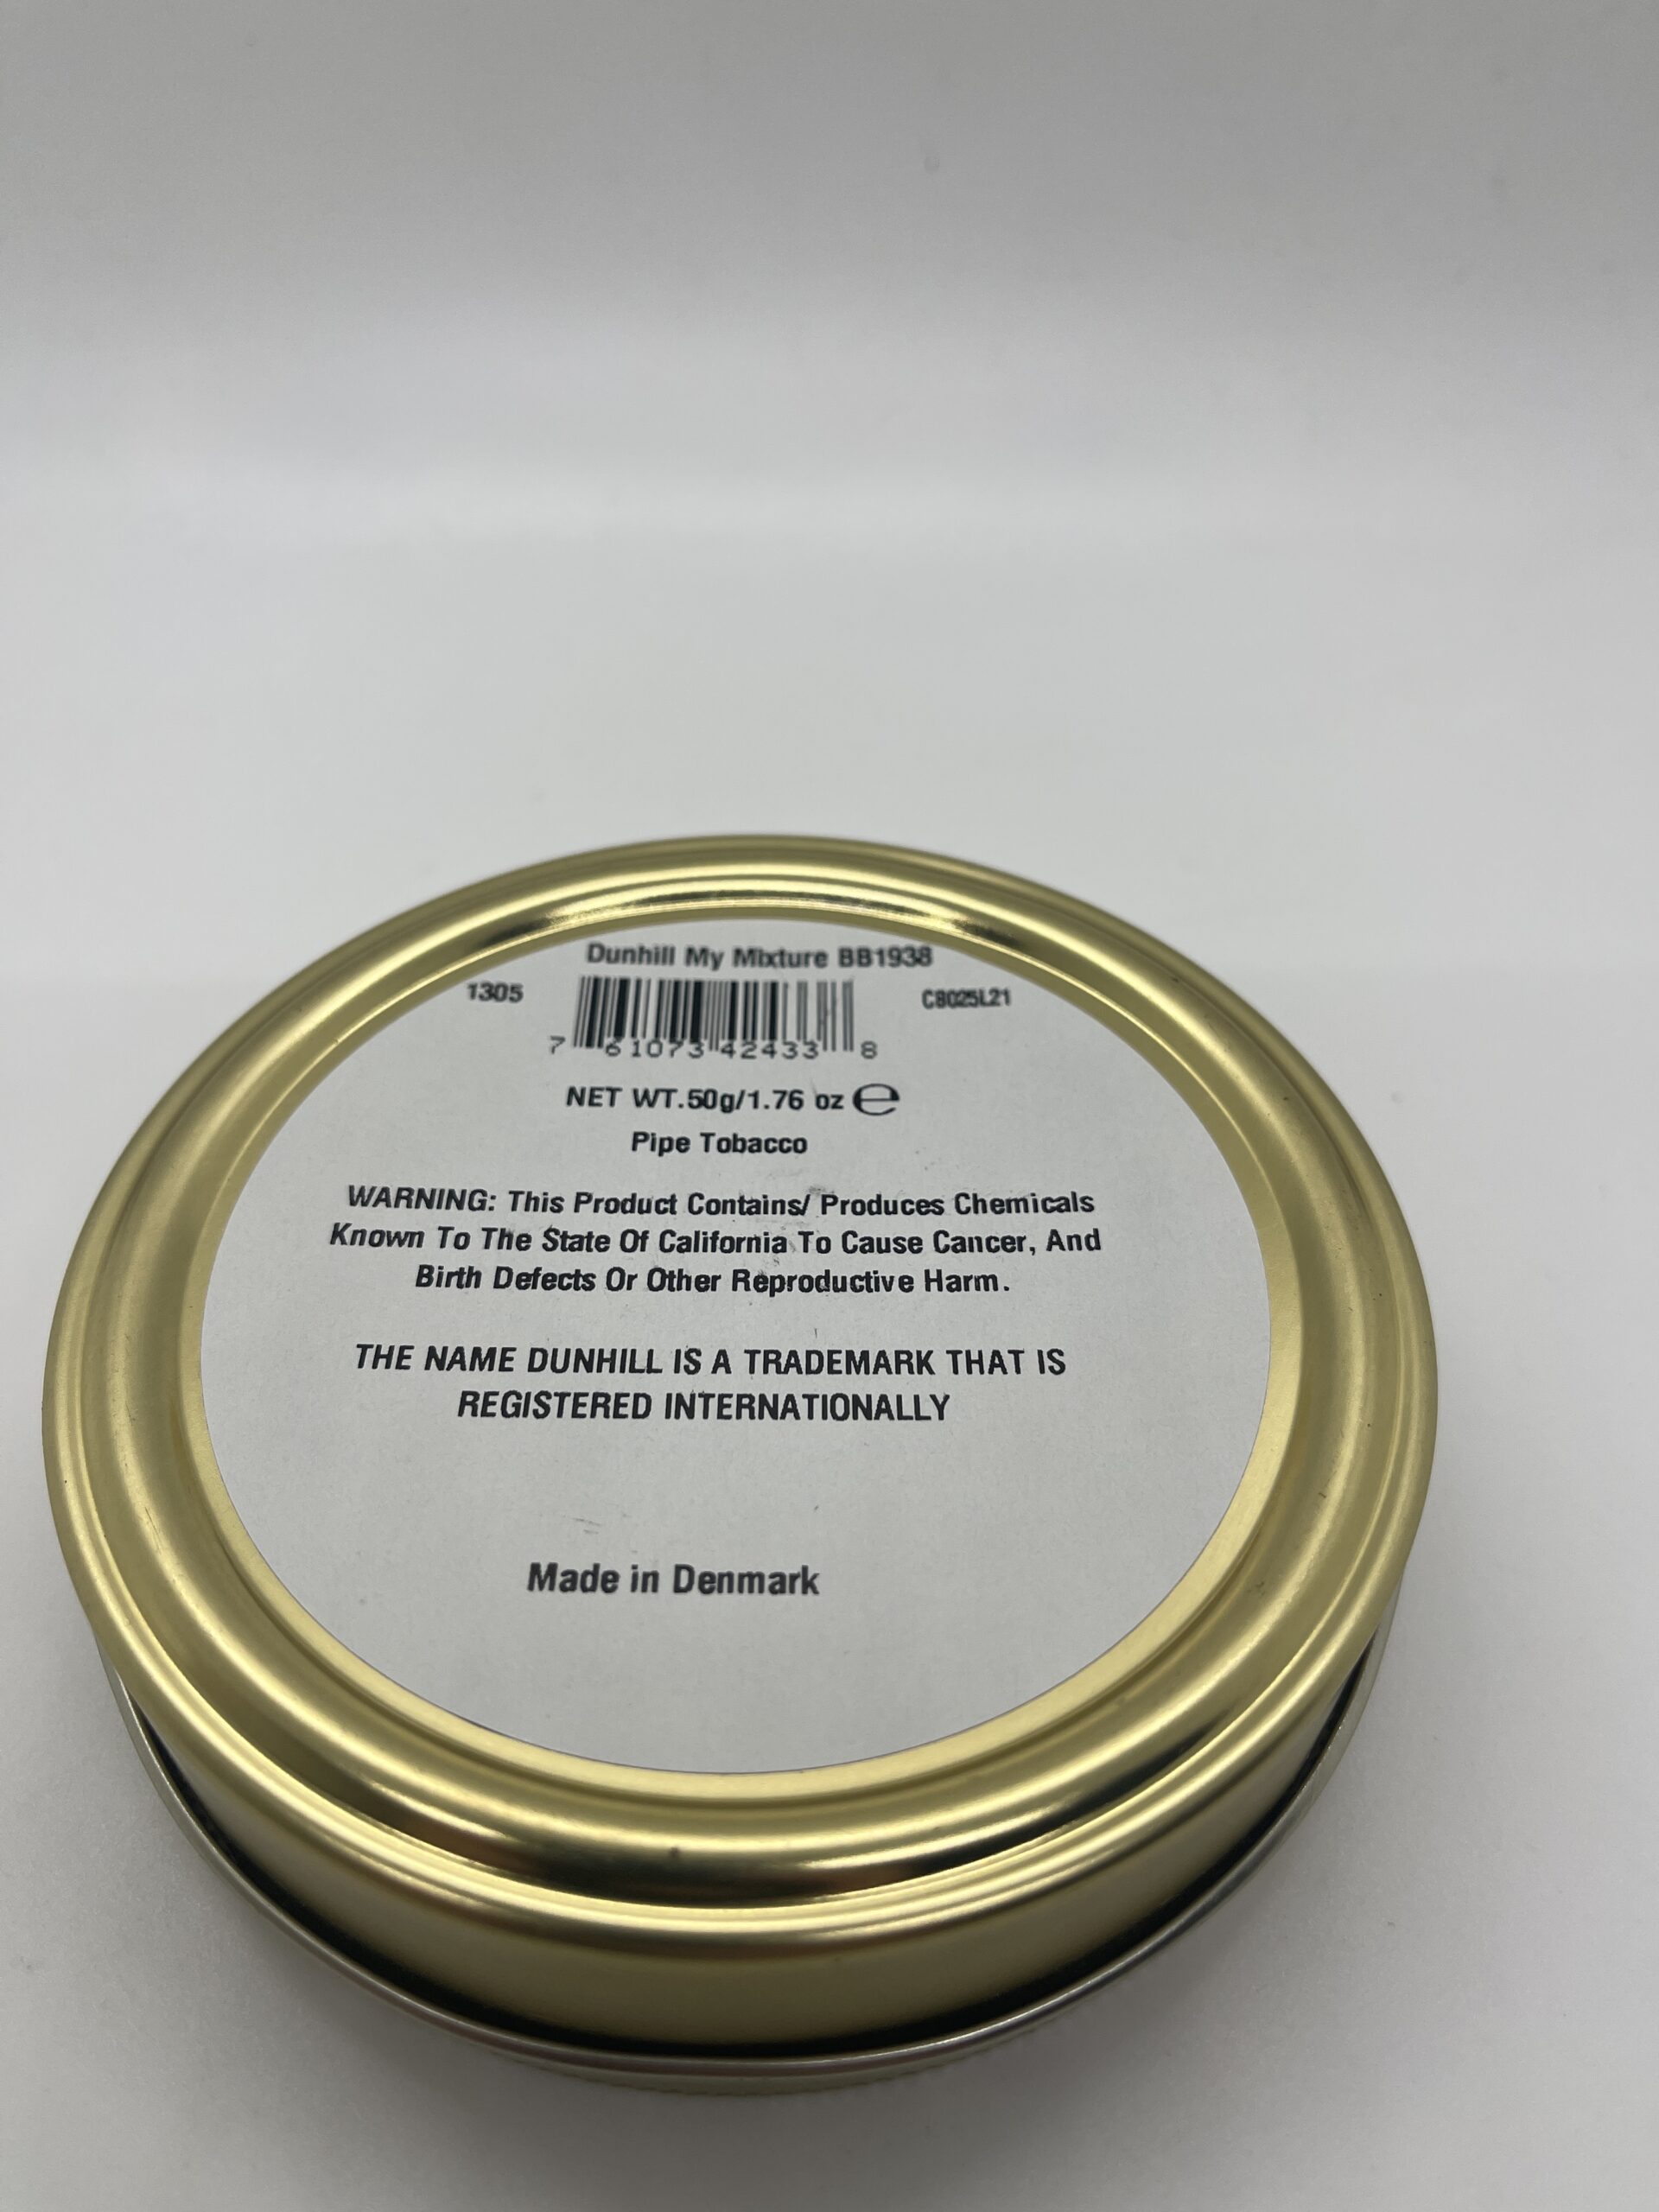 Dunhill My Mixture BB1938
1305
C8025L21
7 61073 42433 8
NET WT.50g/1.76 oz ℮
Pipe Tobacco
WARNING: This Product Contains/ Produces Chemicals
Known To The State Of California To Cause Cancer, And
Birth Defects Or Other Reproductive Harm.
THE NAME DUNHILL IS A TRADEMARK THAT IS
REGISTERED INTERNATIONALLY
Made in Denmark